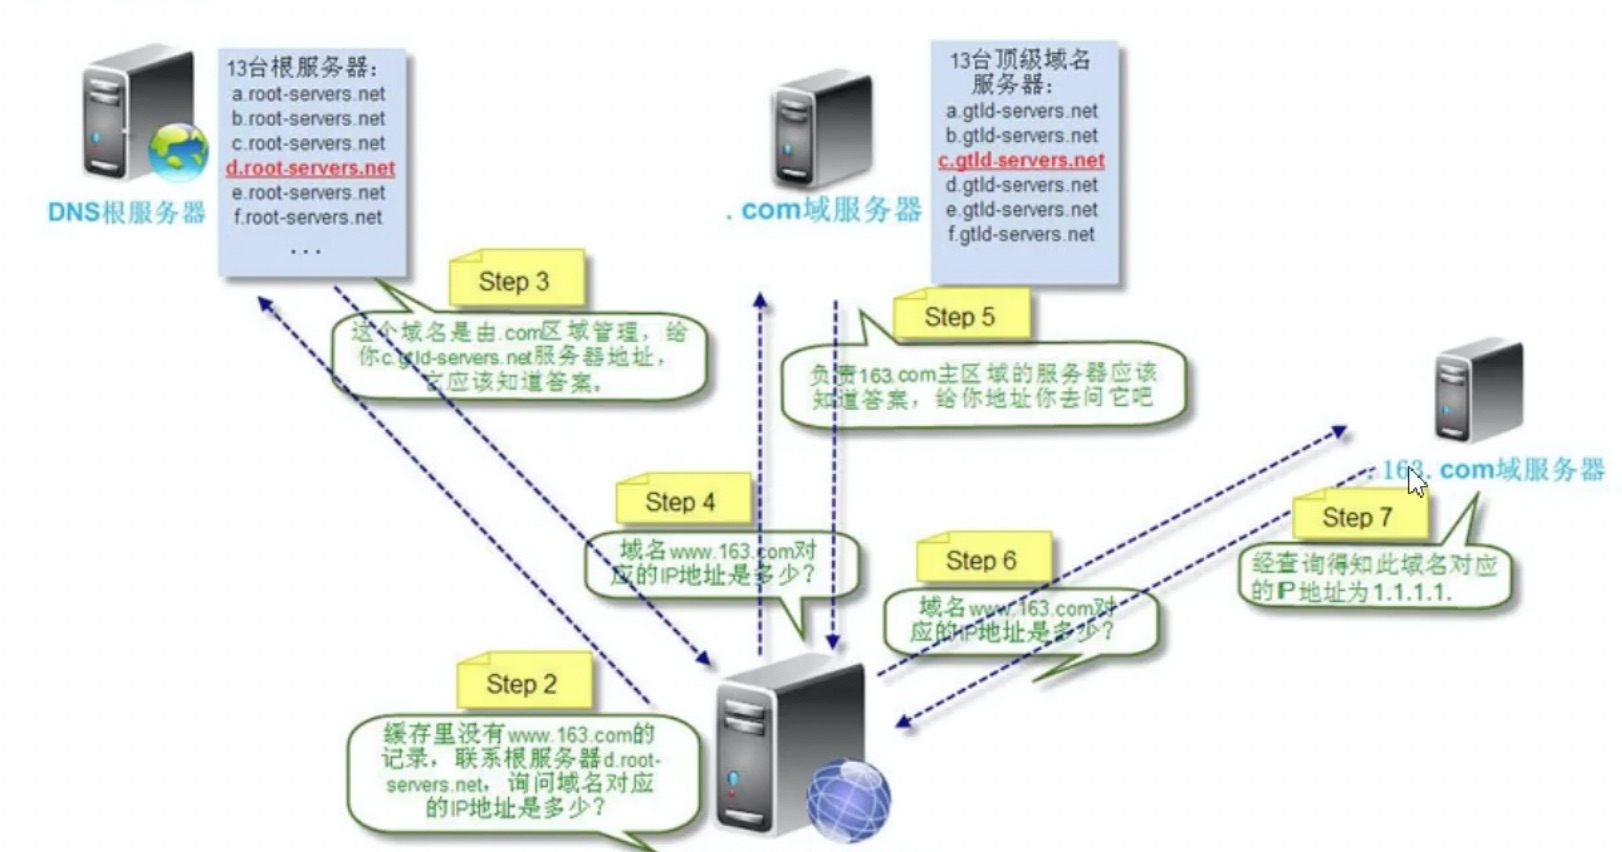 13台根服务器：
a.root-servers.net
b.root-servers.net
c.root-servers.net
d.root-servers.net
e.root-servers.net
f.root-servers.net
...
DNS根服务器
13台顶级域名
服务器：
a.gtld-servers.net
b.gtld-servers.net
c.gtld-servers.net
d.gtld-servers.net
e.gtld-servers.net
f.gtld-servers.net
.com域服务器
Step 3
这个域名是由.com区域管理，给
你c.gtld-servers.net服务器地址，
它应该知道答案。
Step 5
负责163.com主区域的服务器应该
知道答案，给你地址你去问它吧
.163.com域服务器
Step 4
域名www.163.com对
应的IP地址是多少？
Step 6
域名www.163.com对
应的IP地址是多少？
Step 7
经查询得知此域名对应
的IP地址为1.1.1.1.
Step 2
缓存里没有www.163.com的
记录，联系根服务器d.root-
servers.net，询问域名对应
的IP地址是多少？